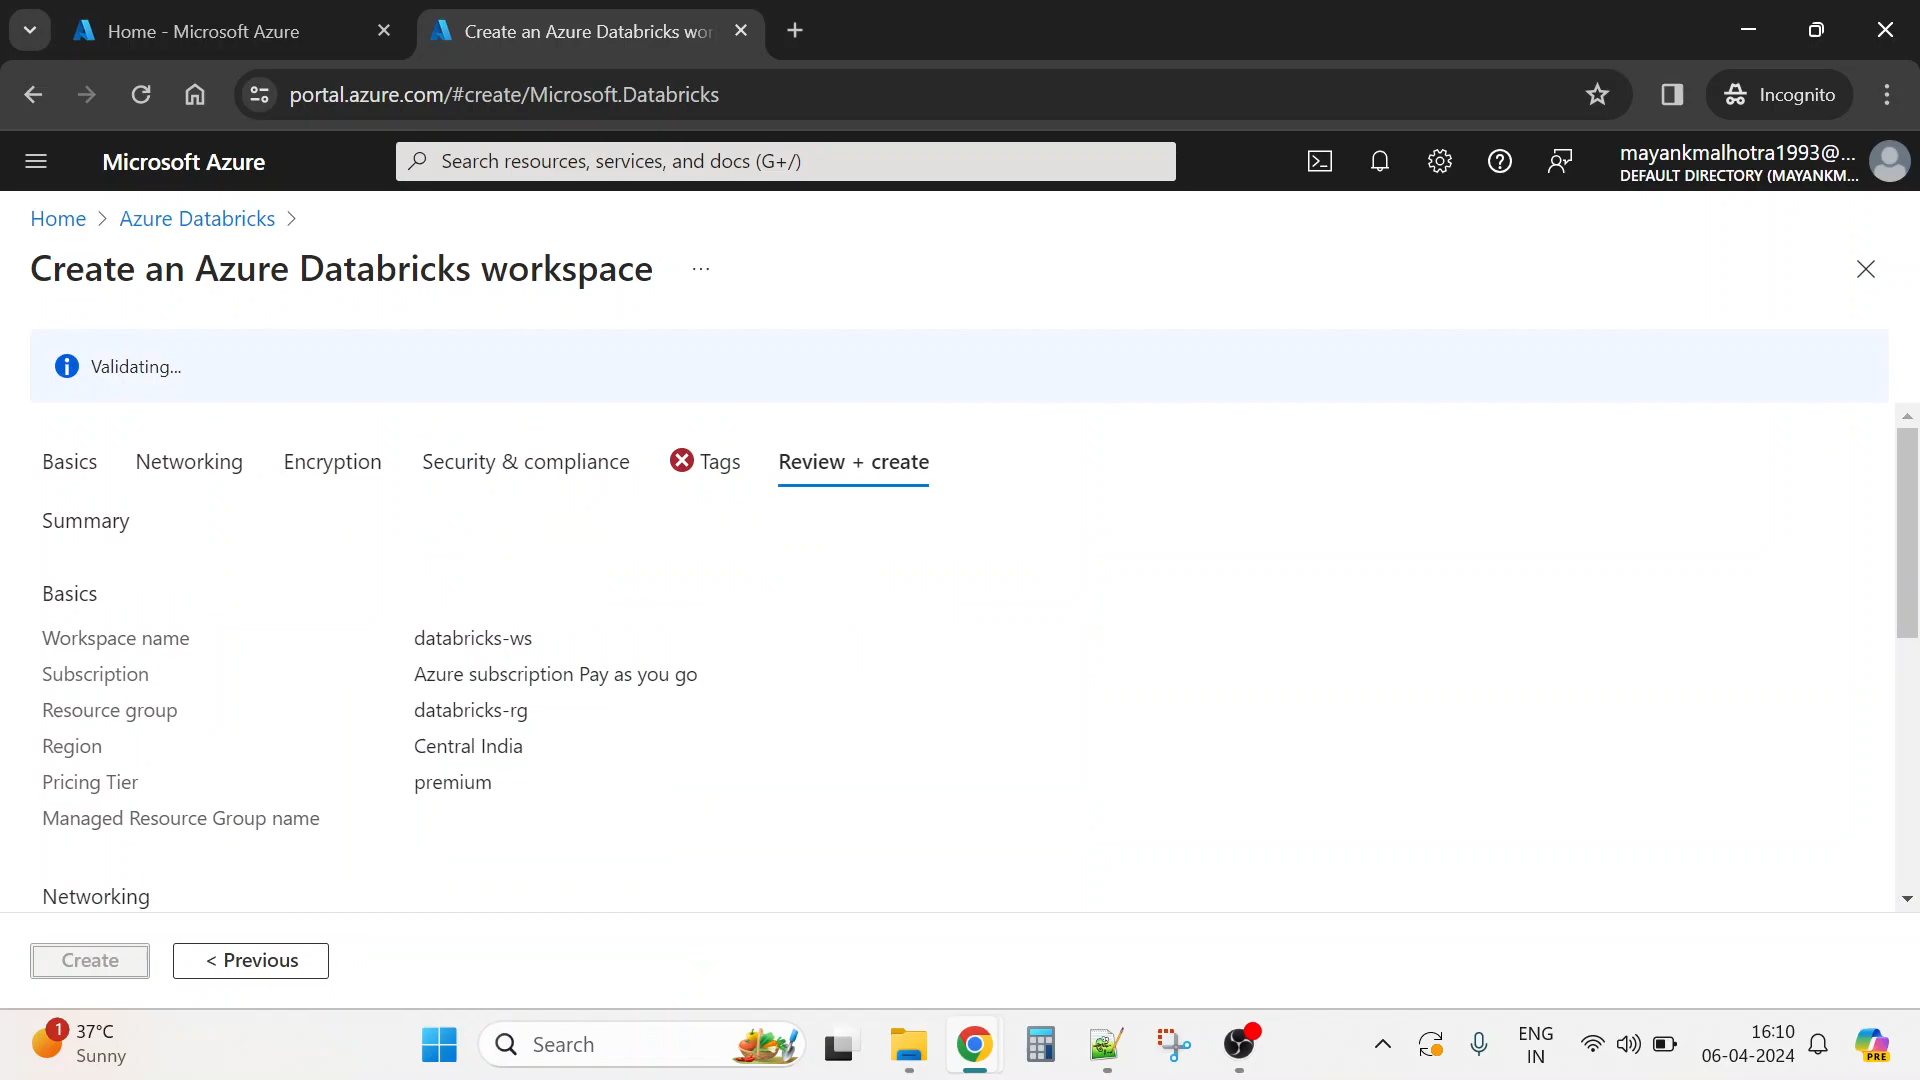 Home - Microsoft Azure
Create an Azure Databricks wor
portal.azure.com/#create/Microsoft.Databricks
Incognito
Microsoft Azure
Search resources, services, and docs (G+/)
mayankmalhotra1993@...
DEFAULT DIRECTORY (MAYANKM...
Home > Azure Databricks >
Create an Azure Databricks workspace ...
Validating...
Basics Networking Encryption Security & compliance Tags Review + create
Summary
Basics
Workspace name databricks-ws
Subscription Azure subscription Pay as you go
Resource group databricks-rg
Region Central India
Pricing Tier premium
Managed Resource Group name
Networking
Create
< Previous
1
37°C
Sunny
Search
ENG
IN
16:10
06-04-2024
PRE